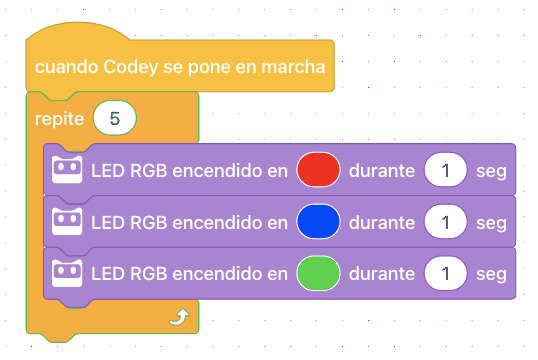 cuando Codey se pone en marcha
repite 5
LED RGB encendido en durante 1 seg
LED RGB encendido en durante 1 seg
LED RGB encendido en durante 1 seg